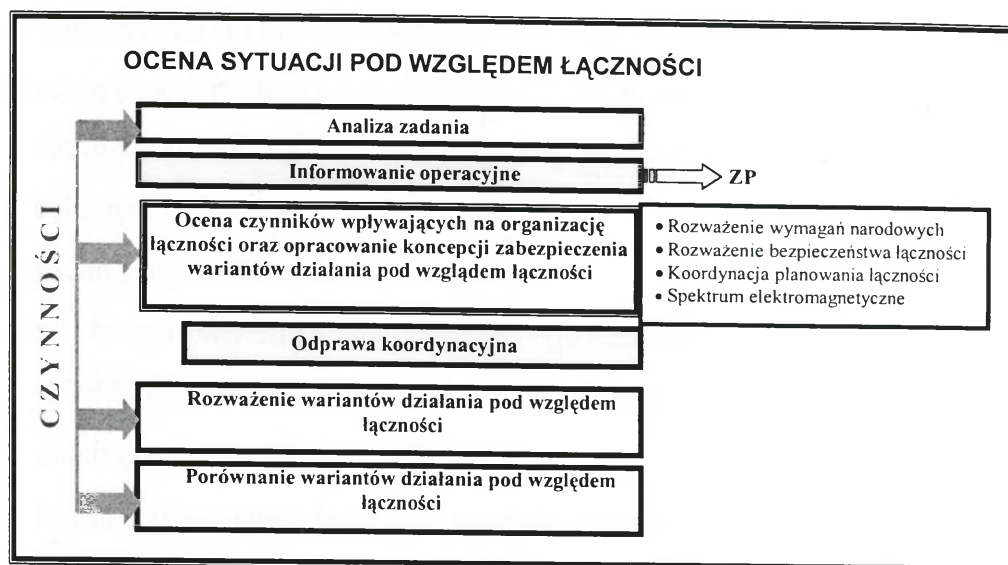 OCENA SYTUACJI POD WZGLĘDEM ŁĄCZNOŚCI
CZYNNOŚCI
Analiza zadania
Informowanie operacyjne
ZP
Ocena czynników wpływających na organizację
łączności oraz opracowanie koncepcji zabezpieczenia
wariantów działania pod wzglądem łączności
• Rozważenie wymagań narodowych
• Rozważenie bezpieczeństwa łączności
• Koordynacja planowania łączności
• Spektrum elektromagnetyczne
Odprawa koordynacyjna
Rozważenie wariantów działania pod względem
łączności
Porównanie wariantów działania pod względem
łączności